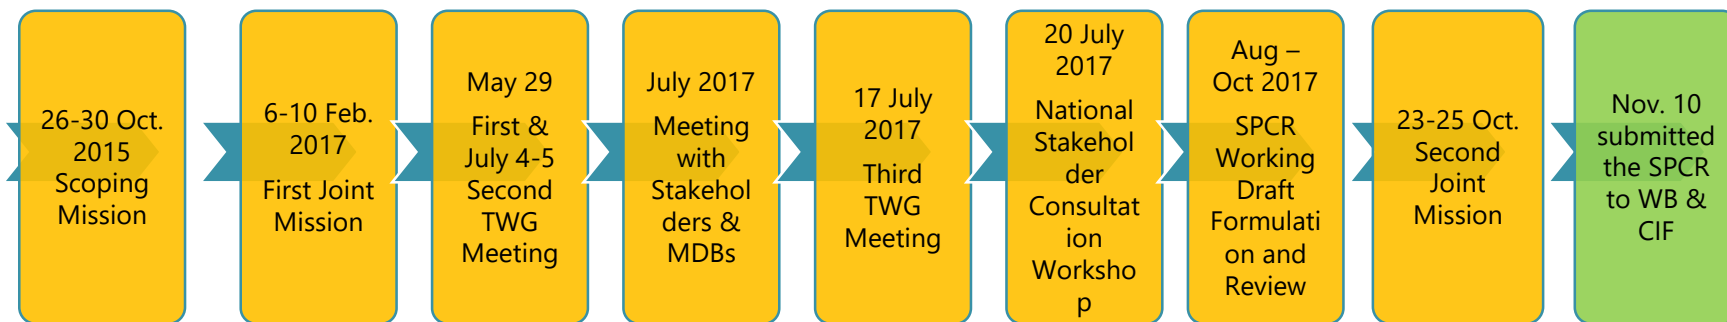 26-30 Oct.
2015
Scoping
Mission
6-10 Feb.
2017
First Joint
Mission
May 29
First &
July 4-5
Second
TWG
Meeting
July 2017
Meeting
with
Stakehol
ders &
MDBs
17 July
2017
Third
TWG
Meeting
20 July
2017
National
Stakehol
der
Consultat
ion
Worksho
p
Aug –
Oct 2017
SPCR
Working
Draft
Formulati
on and
Review
23-25 Oct.
Second
Joint
Mission
Nov. 10
submitted
the SPCR
to WB &
CIF